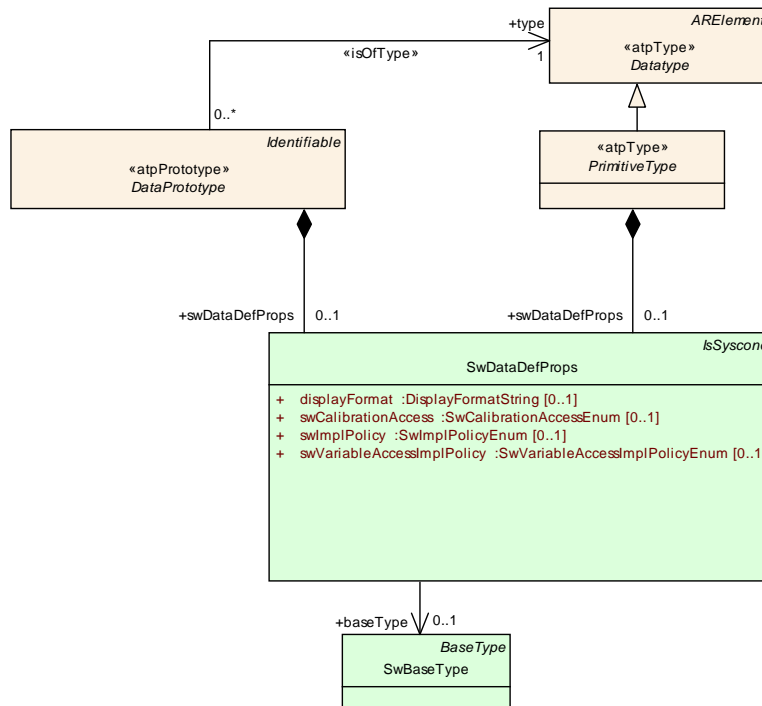 +type
ARElement
«atpType»
Datatype
«isOfType»
1
0..*
Identifiable
«atpPrototype»
DataPrototype
«atpType»
PrimitiveType
+swDataDefProps
0..1
+swDataDefProps
0..1
IsSyscond
SwDataDefProps
+ displayFormat :DisplayFormatString [0..1]
+ swCalibrationAccess :SwCalibrationAccessEnum [0..1]
+ swImplPolicy :SwImplPolicyEnum [0..1]
+ swVariableAccessImplPolicy :SwVariableAccessImplPolicyEnum [0..1
+baseType
0..1
BaseType
SwBaseType